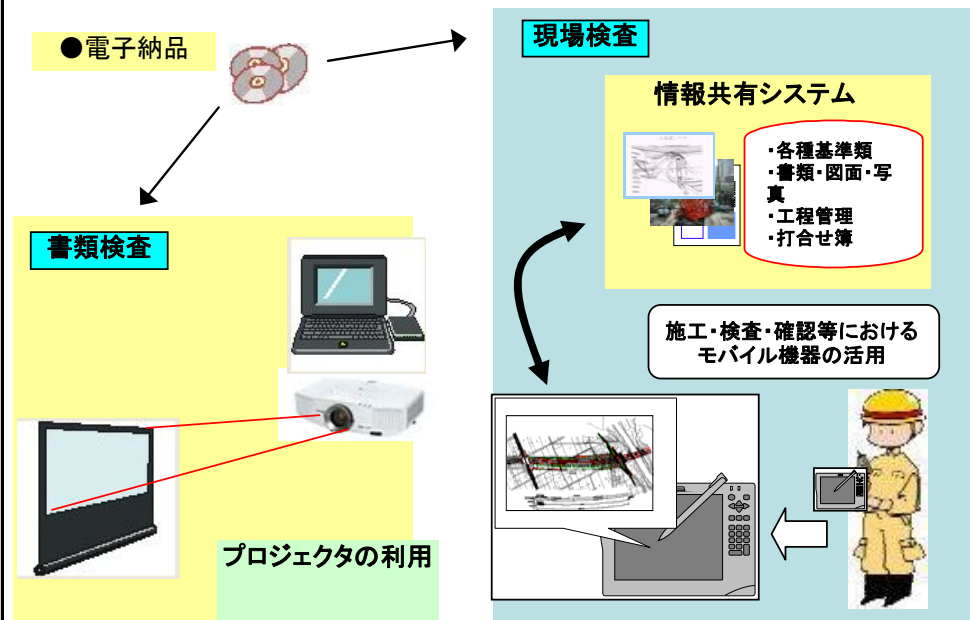 ●電子納品
現場検査
情報共有システム
・各種基準類
・書類・図面・写
真
・工程管理
・打合せ簿
書類検査
施工・検査・確認等における
モバイル機器の活用
プロジェクタの利用